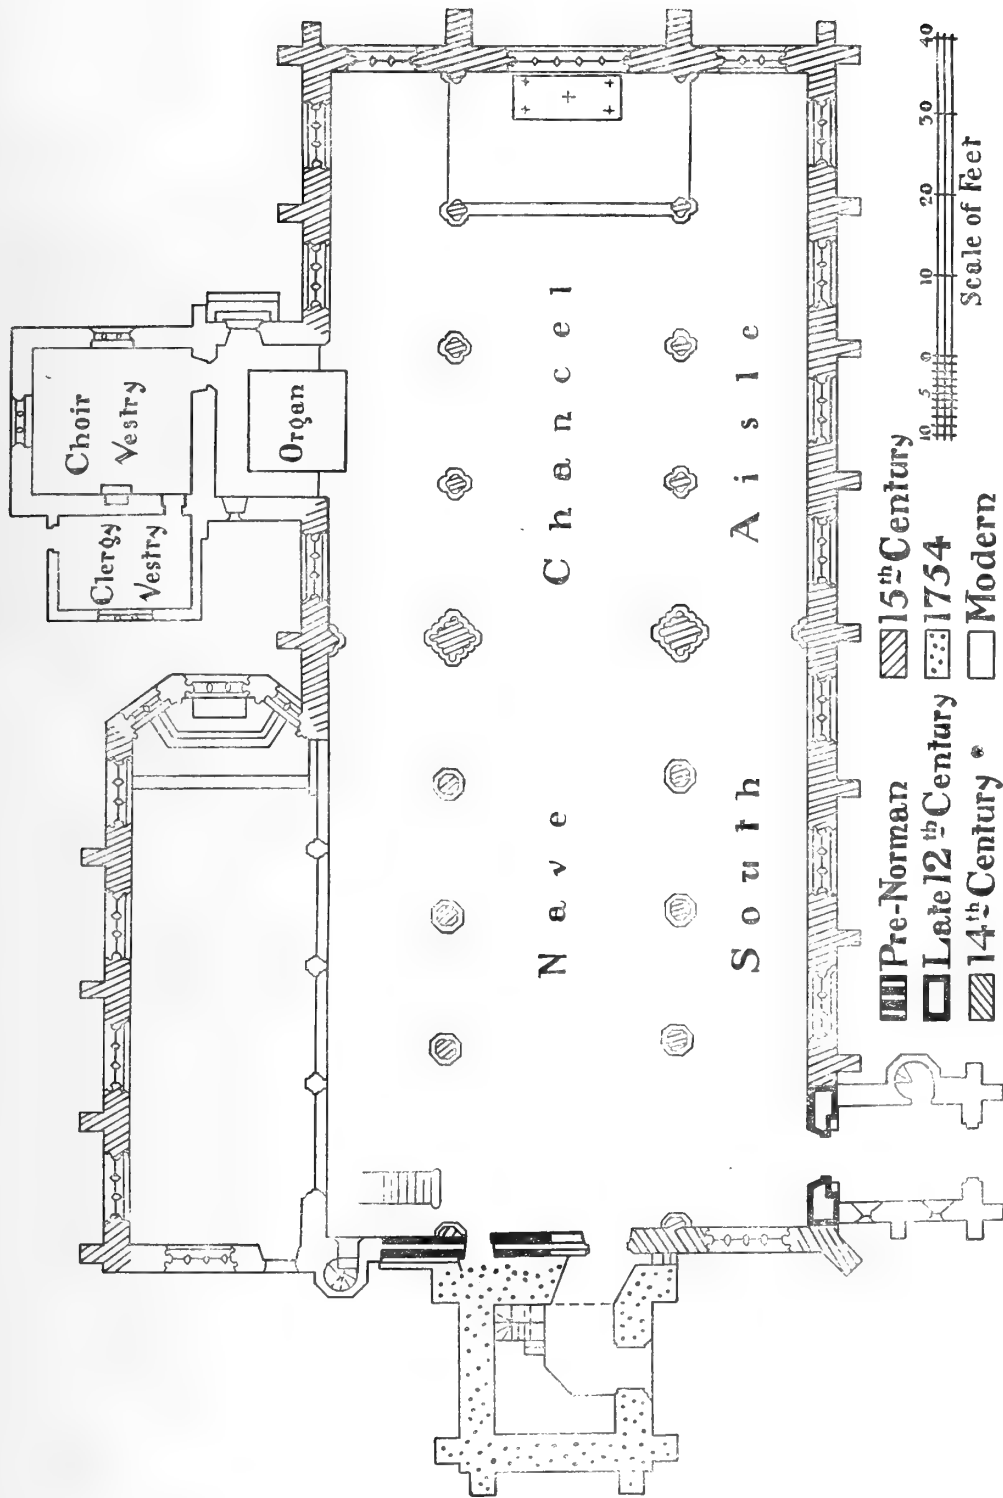 Choir
Vestry
Clergy
Vestry
Organ
Chancel
Nave
South Aisle
Pre-Norman
Late 12th Century
14th Century *
15th Century
1754
Modern
10 5 0 10 20 30 40
Scale of Feet